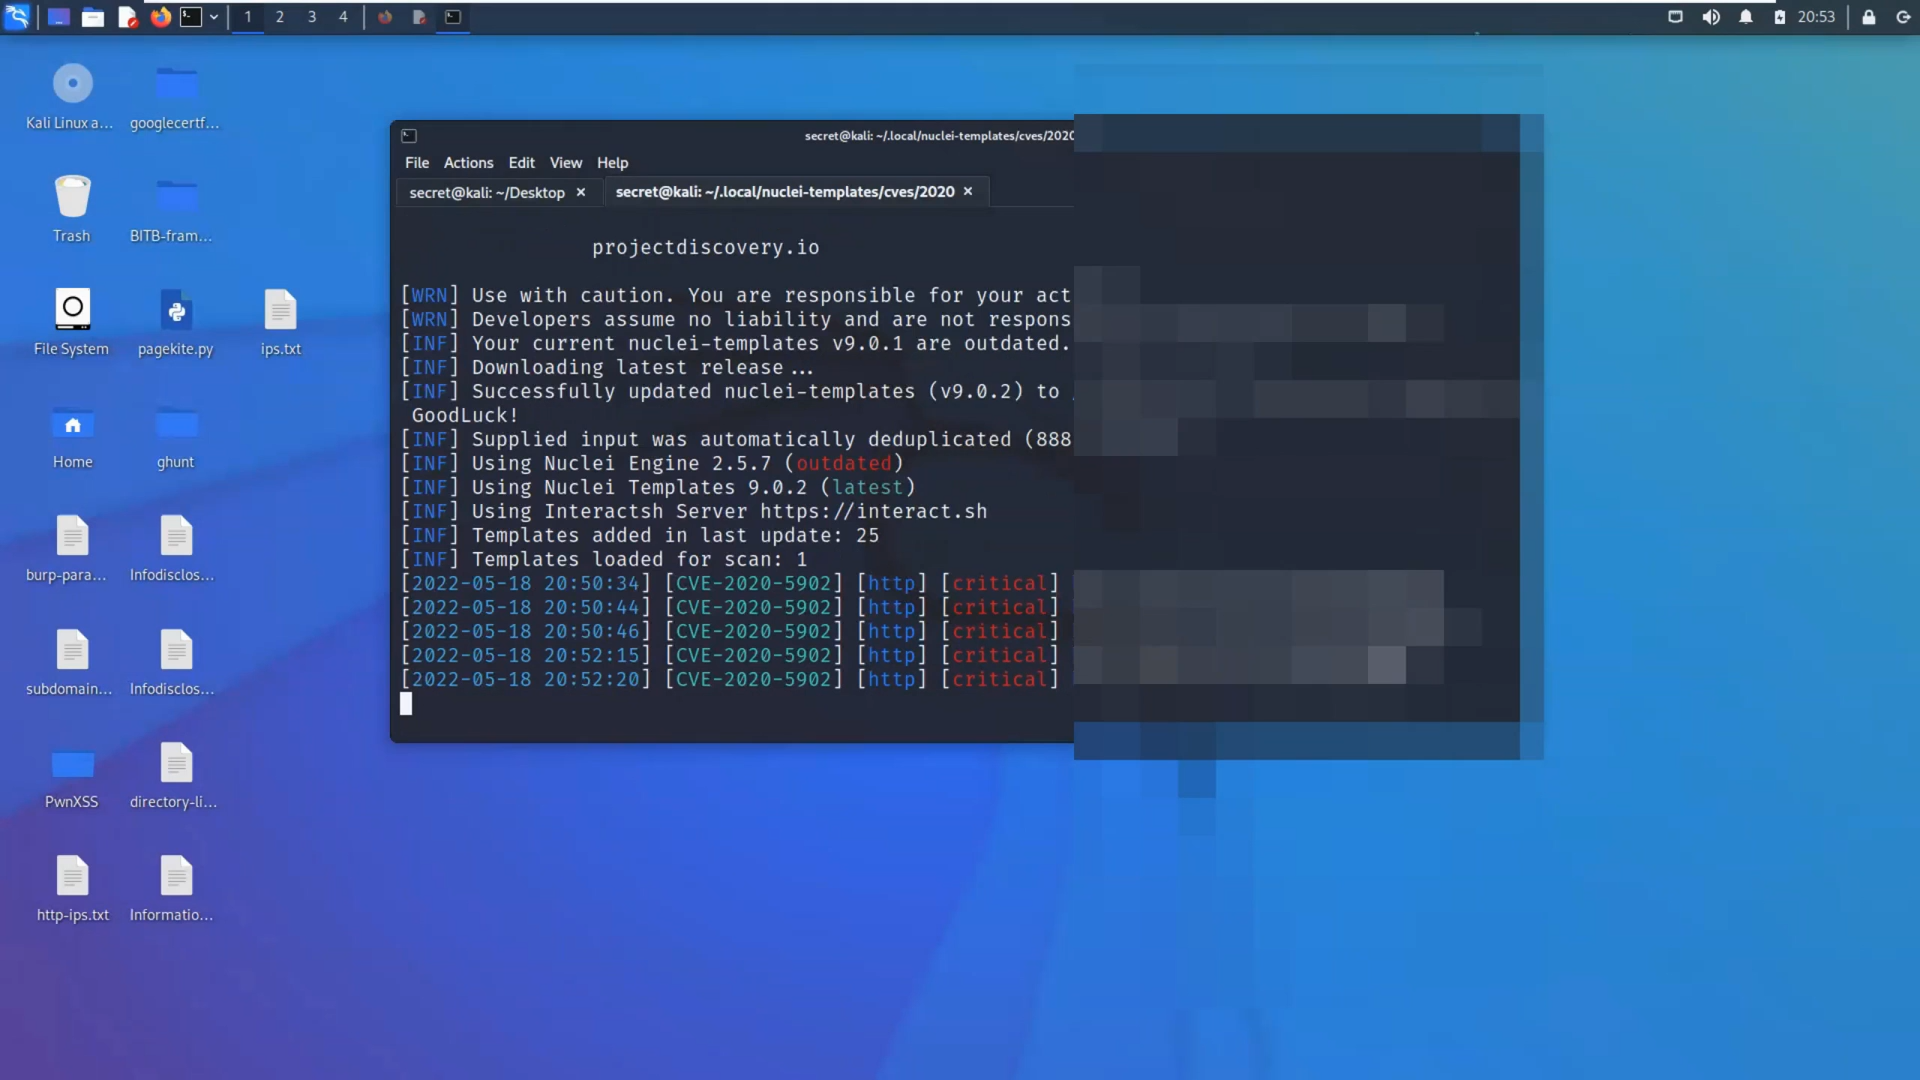 1 2 3 4
20:53
Kali Linux a...
googlecertf...
Trash
BITB-fram...
File System
pagekite.py
ips.txt
Home
ghunt
burp-para...
Infodisclos...
subdomain...
Infodisclos...
PwnXSS
directory-li...
http-ips.txt
Informatio...
secret@kali: ~/.local/nuclei-templates/cves/2020
File Actions Edit View Help
secret@kali: ~/Desktop
secret@kali: ~/.local/nuclei-templates/cves/2020
projectdiscovery.io
[WRN] Use with caution. You are responsible for your act
[WRN] Developers assume no liability and are not respons
[INF] Your current nuclei-templates v9.0.1 are outdated.
[INF] Downloading latest release...
[INF] Successfully updated nuclei-templates (v9.0.2) to
GoodLuck!
[INF] Supplied input was automatically deduplicated (888
[INF] Using Nuclei Engine 2.5.7 (outdated)
[INF] Using Nuclei Templates 9.0.2 (latest)
[INF] Using Interactsh Server https://interact.sh
[INF] Templates added in last update: 25
[INF] Templates loaded for scan: 1
[2022-05-18 20:50:34] [CVE-2020-5902] [http] [critical]
[2022-05-18 20:50:44] [CVE-2020-5902] [http] [critical]
[2022-05-18 20:50:46] [CVE-2020-5902] [http] [critical]
[2022-05-18 20:52:15] [CVE-2020-5902] [http] [critical]
[2022-05-18 20:52:20] [CVE-2020-5902] [http] [critical]